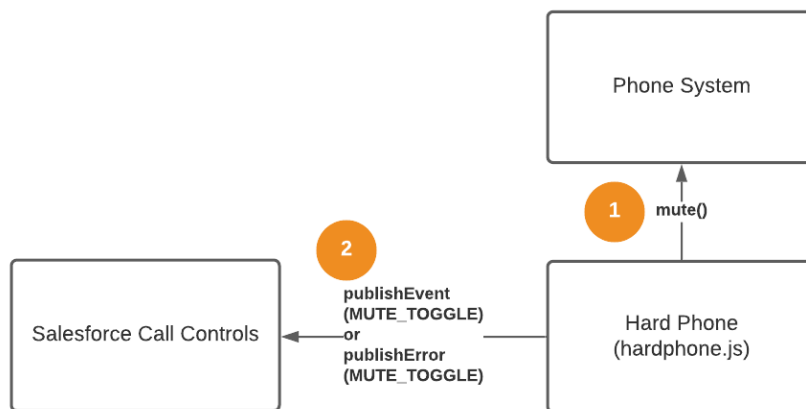 Phone System
1
mute()
2
publishEvent
(MUTE_TOGGLE)
or
publishError
(MUTE_TOGGLE)
Salesforce Call Controls
Hard Phone
(hardphone.js)